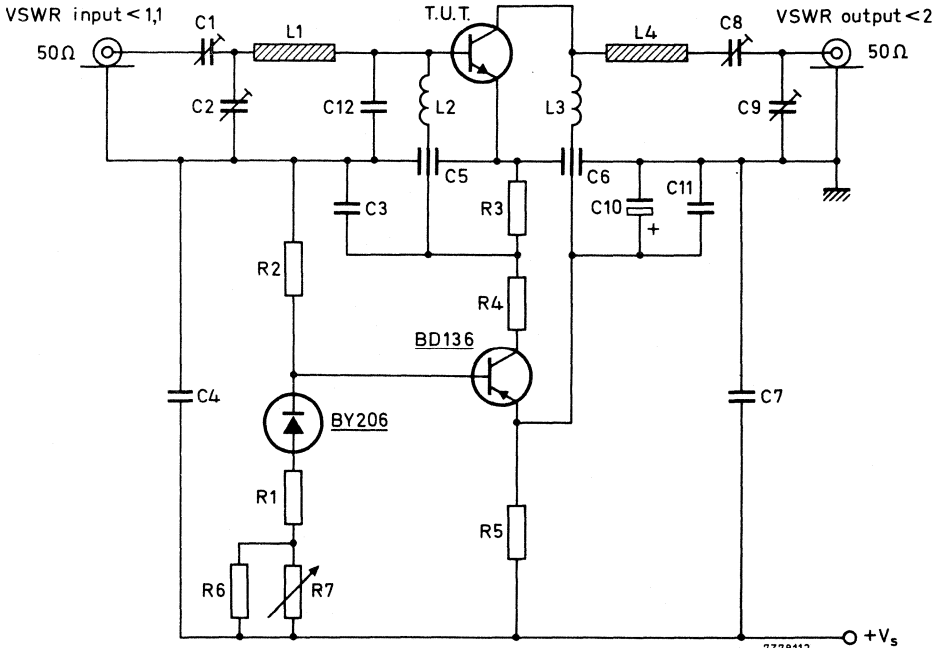 VSWR input < 1,1
T.U.T.
VSWR output < 2
50Ω
C1
L1
L4
C8
50Ω
C2
C12
L2
L3
C9
C5
C6
C3
R3
C10
C11
+
R2
R4
BD136
C4
BY206
C7
R1
R5
R6
R7
+Vs